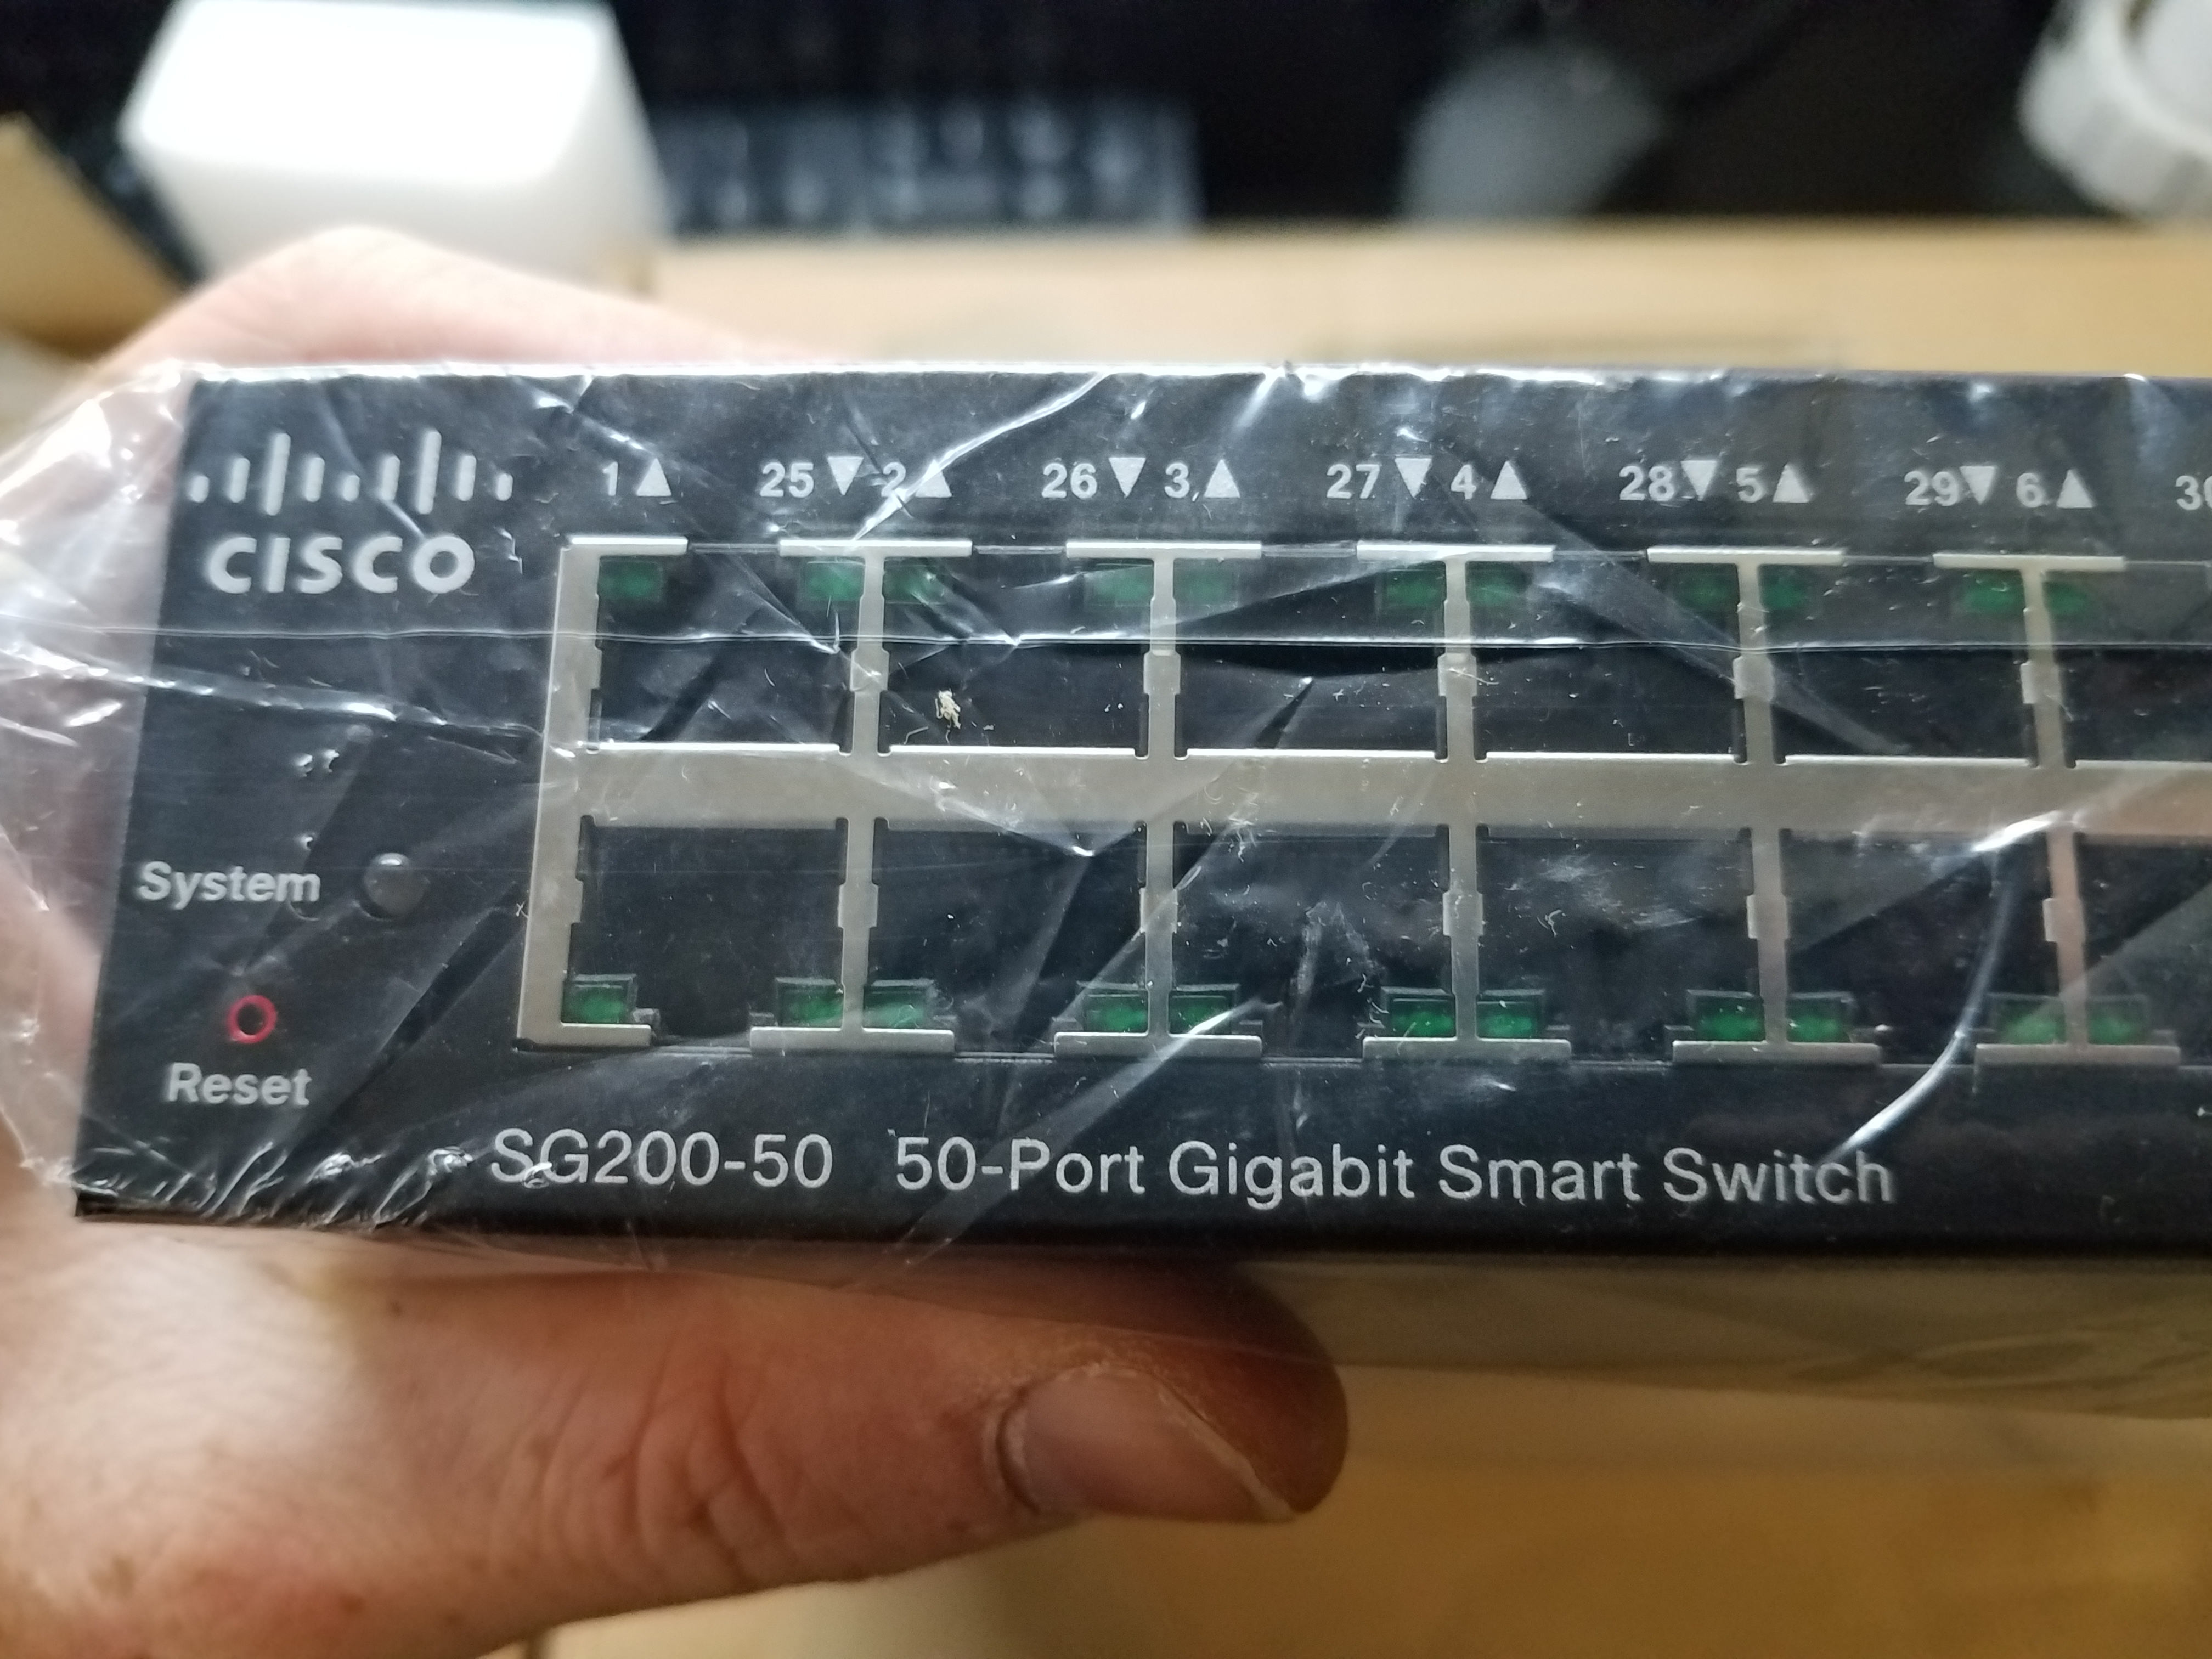 1▲ 25▼ 2▲ 26▼ 3▲ 27▼ 4▲ 28▼ 5▲ 29▼ 6▲
CISCO
System
Reset
SG200-50 50-Port Gigabit Smart Switch